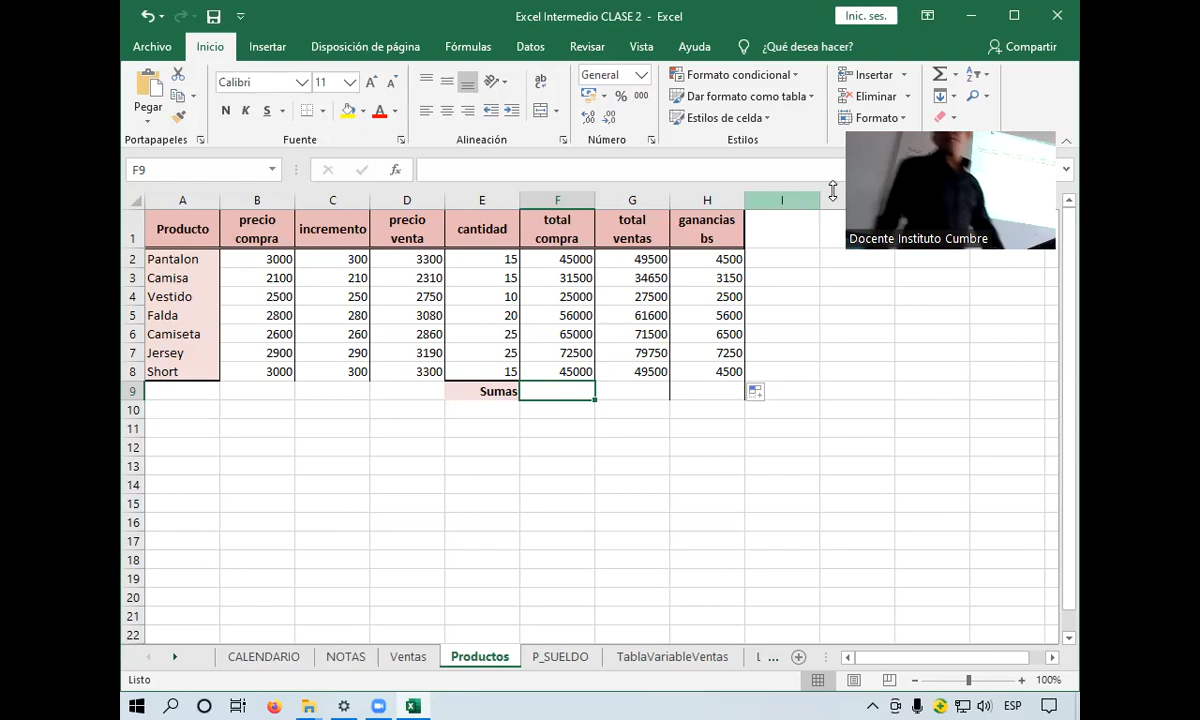 Excel Intermedio CLASE 2 - Excel
Inic. ses.
Archivo Inicio Insertar Disposición de página Fórmulas Datos Revisar Vista Ayuda ¿Qué desea hacer? Compartir
Pegar
Calibri 11
N K S
General
% 000
Formato condicional
Dar formato como tabla
Estilos de celda
Insertar
Eliminar
Formato
Portapapeles Fuente Alineación Número Estilos
F9
fx
Docente Instituto Cumbre
A B C D E F G H I
1 Producto precio compra incremento precio venta cantidad total compra total ventas ganancias bs
2 Pantalon 3000 300 3300 15 45000 49500 4500
3 Camisa 2100 210 2310 15 31500 34650 3150
4 Vestido 2500 250 2750 10 25000 27500 2500
5 Falda 2800 280 3080 20 56000 61600 5600
6 Camiseta 2600 260 2860 25 65000 71500 6500
7 Jersey 2900 290 3190 25 72500 79750 7250
8 Short 3000 300 3300 15 45000 49500 4500
9 Sumas
10
11
12
13
14
15
16
17
18
19
20
21
22
CALENDARIO NOTAS Ventas Productos P_SUELDO TablaVariableVentas L ...
Listo
100%
ESP